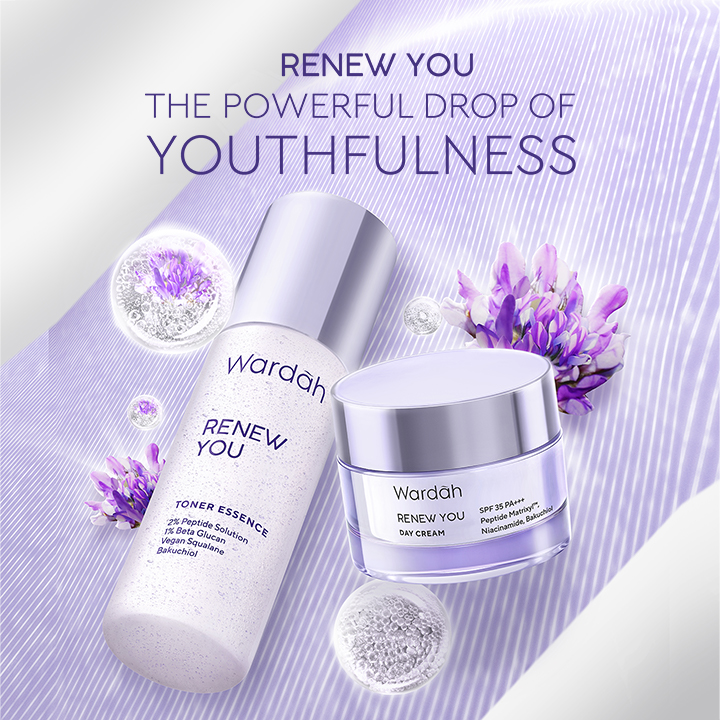 RENEW YOU
THE POWERFUL DROP OF
YOUTHFULNESS
Wardah
RENEW
YOU
TONER ESSENCE
*2% Peptide Solution
1% Beta Glucan
Vegan Squalane
Bakuchiol
Wardah
RENEW YOU
DAY CREAM
SPF 35 PA+++
Peptide Matrixyl™
Niacinamide, Bakuchiol